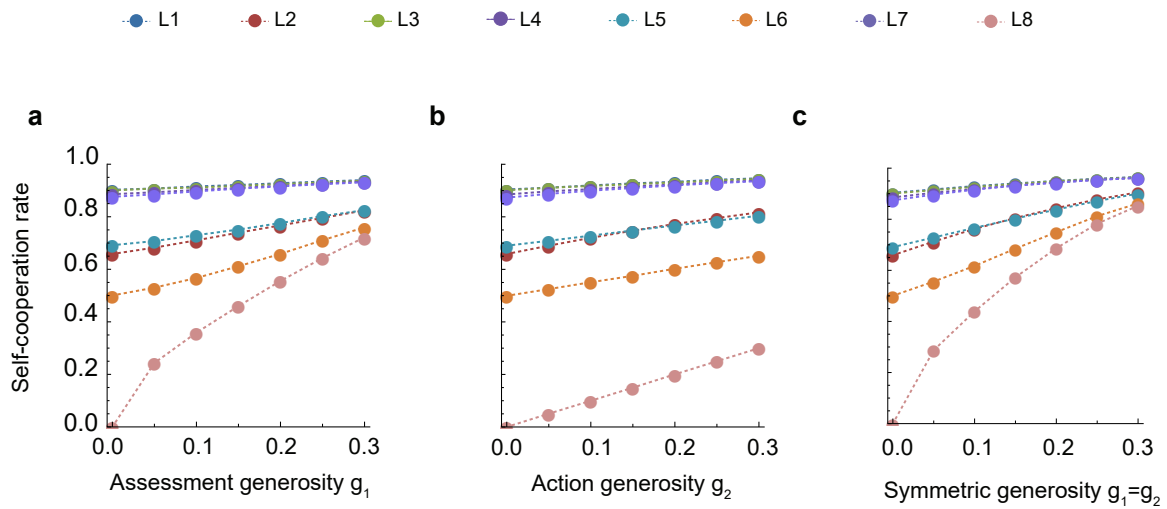 L1 L2 L3 L4 L5 L6 L7 L8
a b c
Self-cooperation rate
1.0
0.8
0.6
0.4
0.2
0.0
0.0 0.1 0.2 0.3 0.0 0.1 0.2 0.3 0.0 0.1 0.2 0.3
Assessment generosity g1 Action generosity g2 Symmetric generosity g1=g2